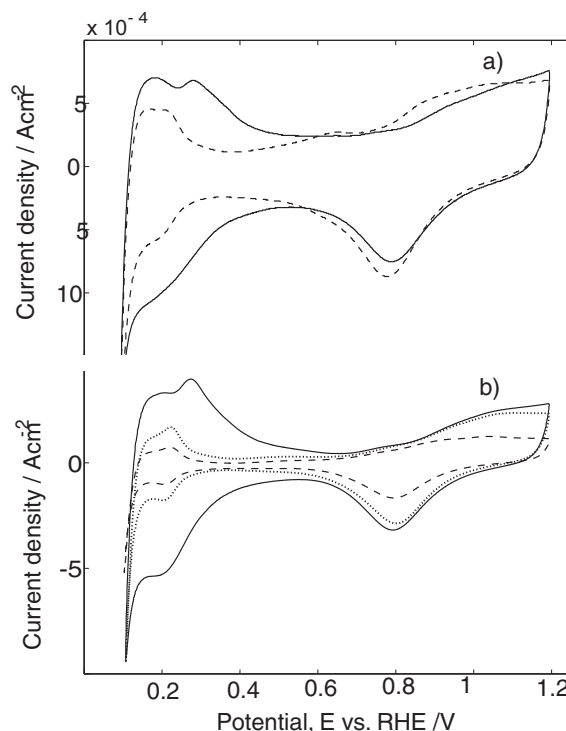 x 10 -4
a)
5
0
5
10
Current density / Acm-2
b)
0
-5
Current density / Acm-2
0.2 0.4 0.6 0.8 1 1.2
Potential, E vs. RHE /V